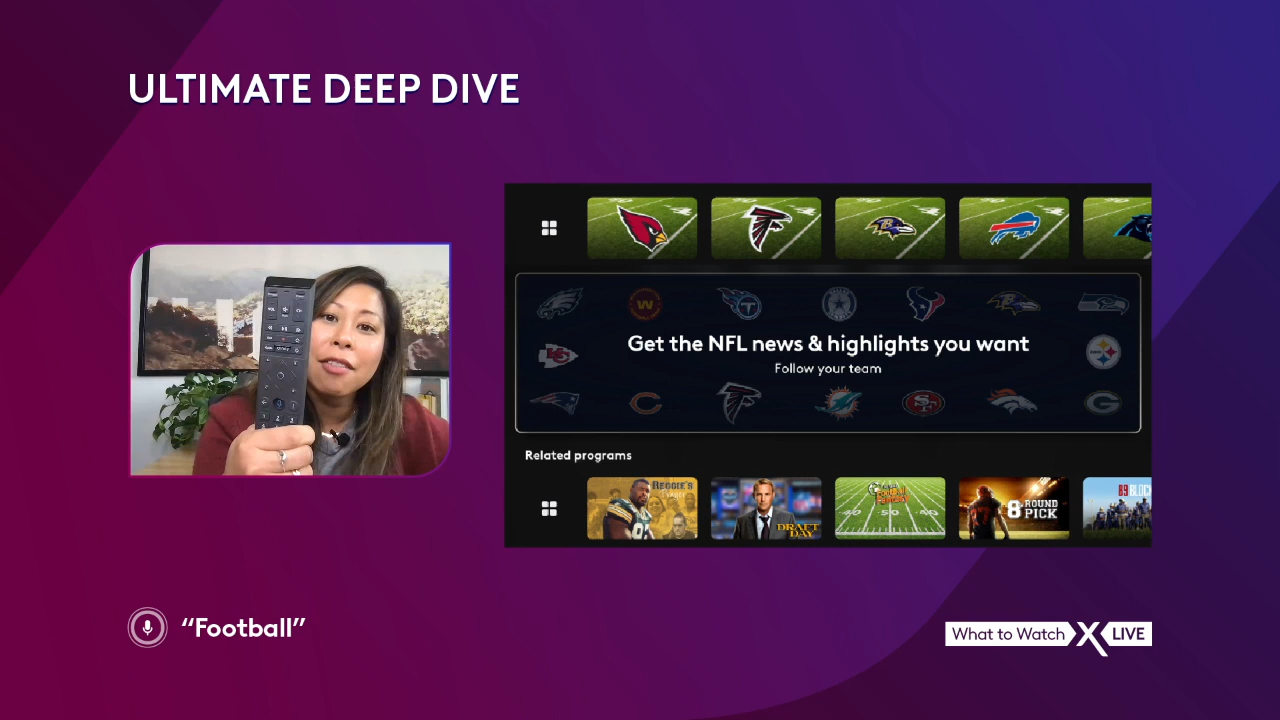 ULTIMATE DEEP DIVE
Get the NFL news & highlights you want
Follow your team
Related programs
REGGIE'S
DRAFT
DAY
8 ROUND
PICK
"Football"
What to Watch X LIVE